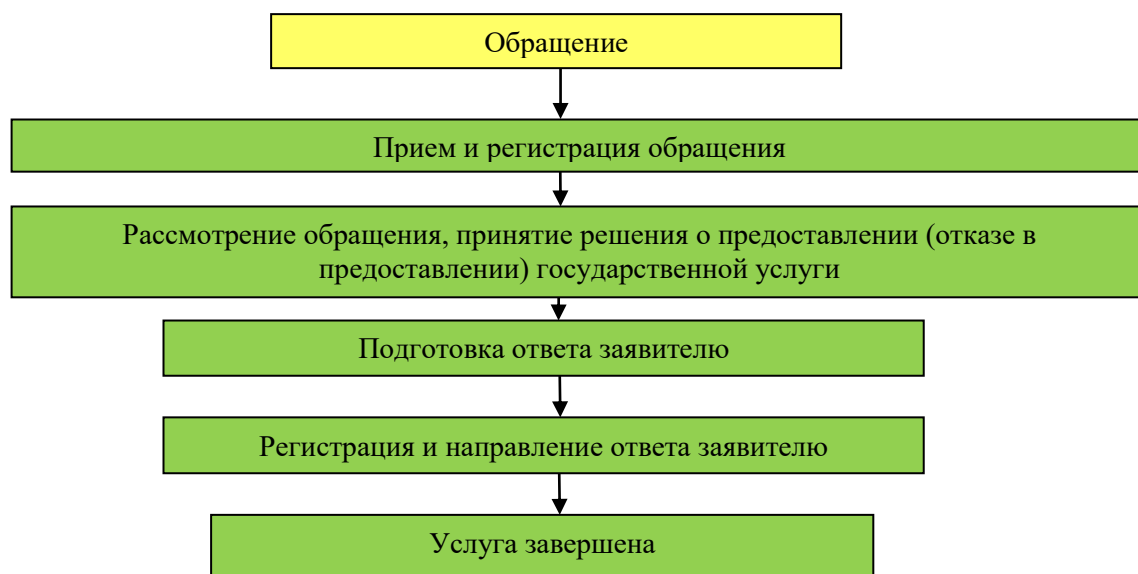 Обращение
Прием и регистрация обращения
Рассмотрение обращения, принятие решения о предоставлении (отказе в
предоставлении) государственной услуги
Подготовка ответа заявителю
Регистрация и направление ответа заявителю
Услуга завершена